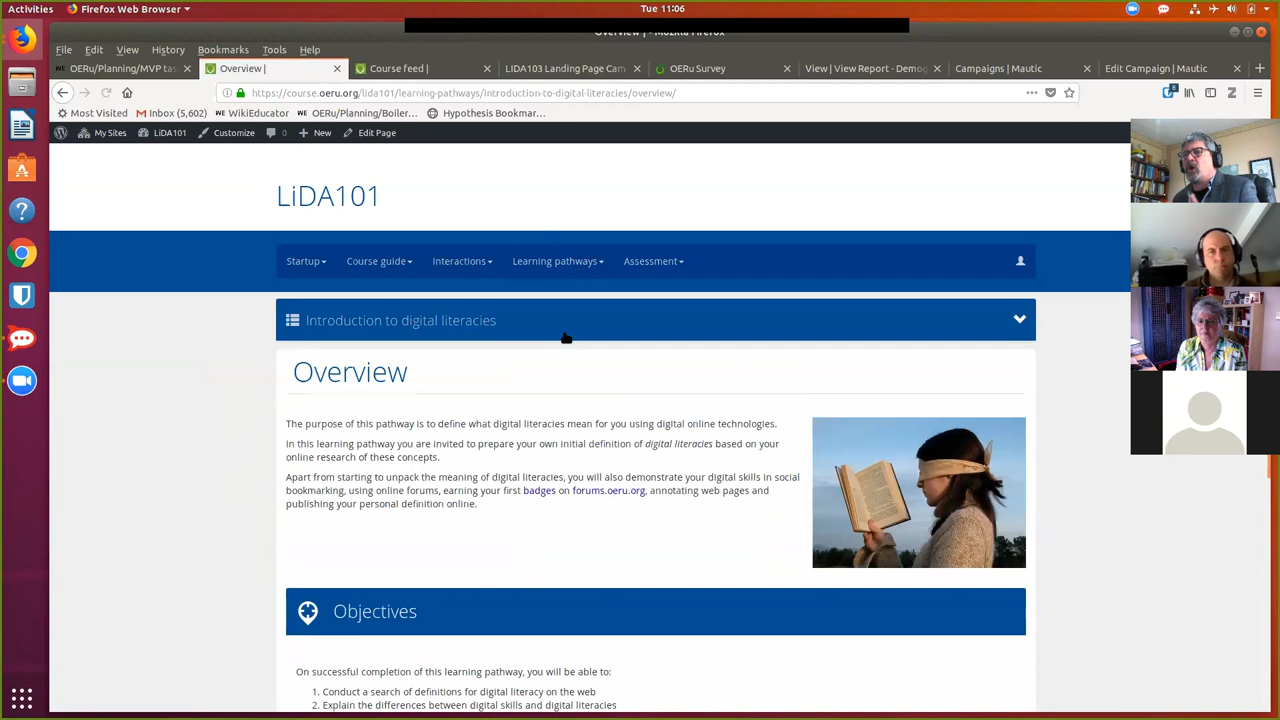 Activities
Firefox Web Browser
Tue 11:06
File Edit View History Bookmarks Tools Help
OERu/Planning/MVP tas
Overview |
Course feed |
LIDA103 Landing Page Cam
OERu Survey
View | View Report - Demog
Campaigns | Mautic
Edit Campaign | Mautic
https://course.oeru.org/lida101/learning-pathways/introduction-to-digital-literacies/overview/
Most Visited
Inbox (5,602)
WE WikiEducator
WE OERu/Planning/Boiler...
Hypothesis Bookmar...
My Sites
LiDA101
Customize
0
New
Edit Page
LiDA101
Startup
Course guide
Interactions
Learning pathways
Assessment
Introduction to digital literacies
Overview
The purpose of this pathway is to define what digital literacies mean for you using digital online technologies.
In this learning pathway you are invited to prepare your own initial definition of digital literacies based on your
online research of these concepts.
Apart from starting to unpack the meaning of digital literacies, you will also demonstrate your digital skills in social
bookmarking, using online forums, earning your first badges on forums.oeru.org, annotating web pages and
publishing your personal definition online.
Objectives
On successful completion of this learning pathway, you will be able to:
1. Conduct a search of definitions for digital literacy on the web
2. Explain the differences between digital skills and digital literacies